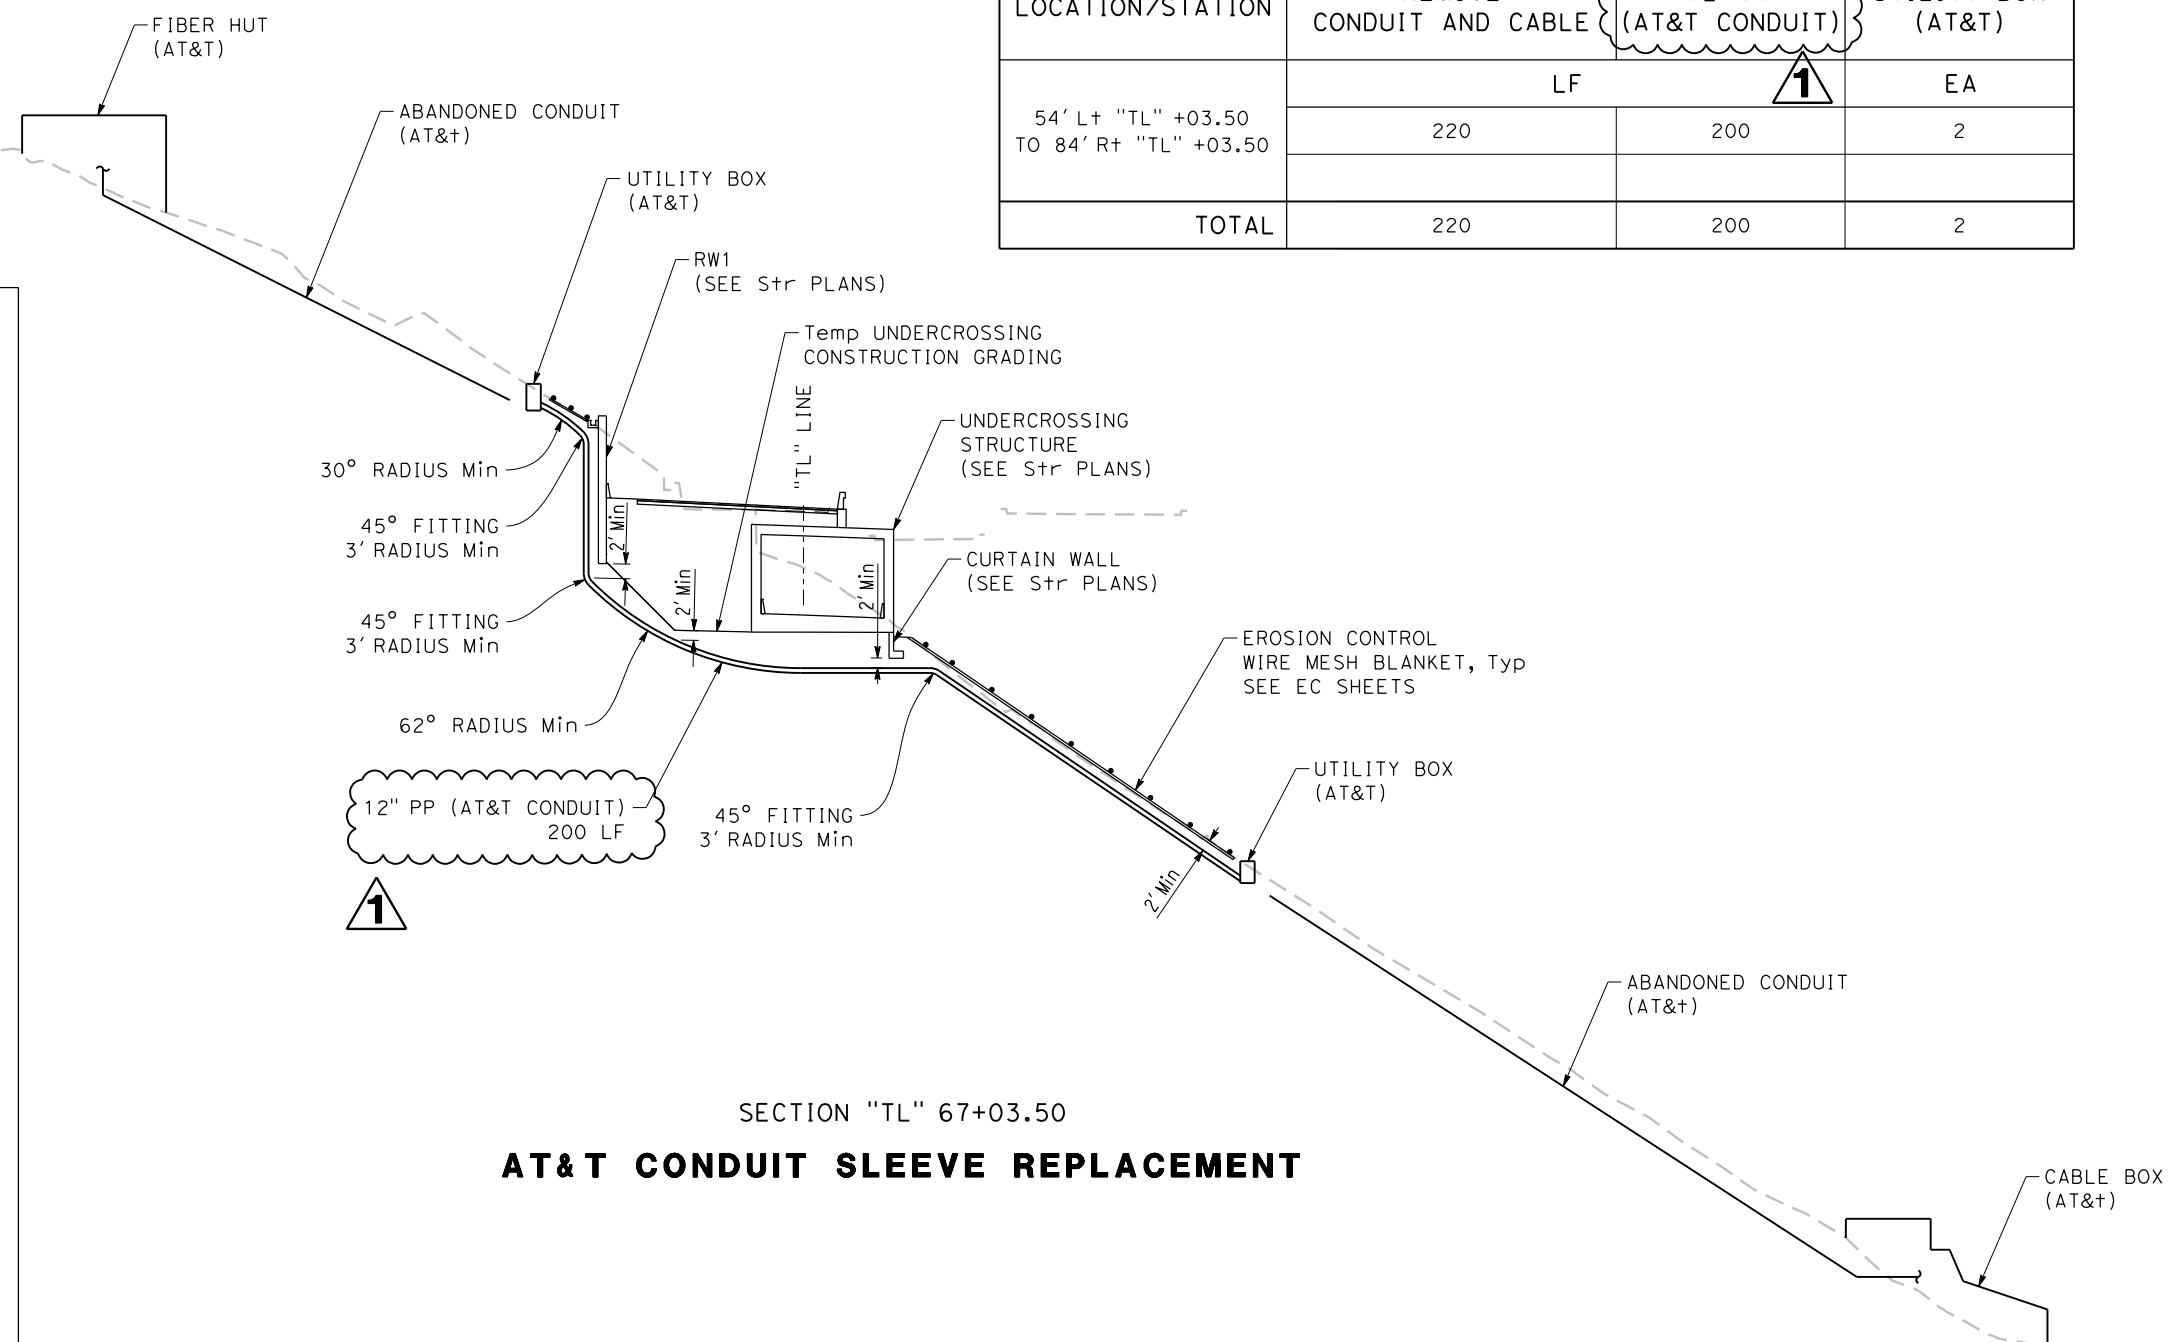 FIBER HUT
(AT&T)
ABANDONED CONDUIT
(AT&t)
UTILITY BOX
(AT&T)
RW1
(SEE Str PLANS)
Temp UNDERCROSSING
CONSTRUCTION GRADING
"TL" LINE
UNDERCROSSING
STRUCTURE
(SEE Str PLANS)
CURTAIN WALL
(SEE Str PLANS)
30° RADIUS Min
45° FITTING
3' RADIUS Min
45° FITTING
3' RADIUS Min
62° RADIUS Min
2' Min
2' Min
2' Min
12" PP (AT&T CONDUIT)
200 LF
1
45° FITTING
3' RADIUS Min
EROSION CONTROL
WIRE MESH BLANKET, Typ
SEE EC SHEETS
UTILITY BOX
(AT&T)
2' Min
ABANDONED CONDUIT
(AT&t)
CABLE BOX
(AT&t)
LOCATION/STATION
CONDUIT AND CABLE
(AT&T CONDUIT)
(AT&T)
LF
1
EA
54' Lt "TL" +03.50
TO 84' Rt "TL" +03.50
220 200 2
TOTAL 220 200 2
SECTION "TL" 67+03.50
AT&T CONDUIT SLEEVE REPLACEMENT